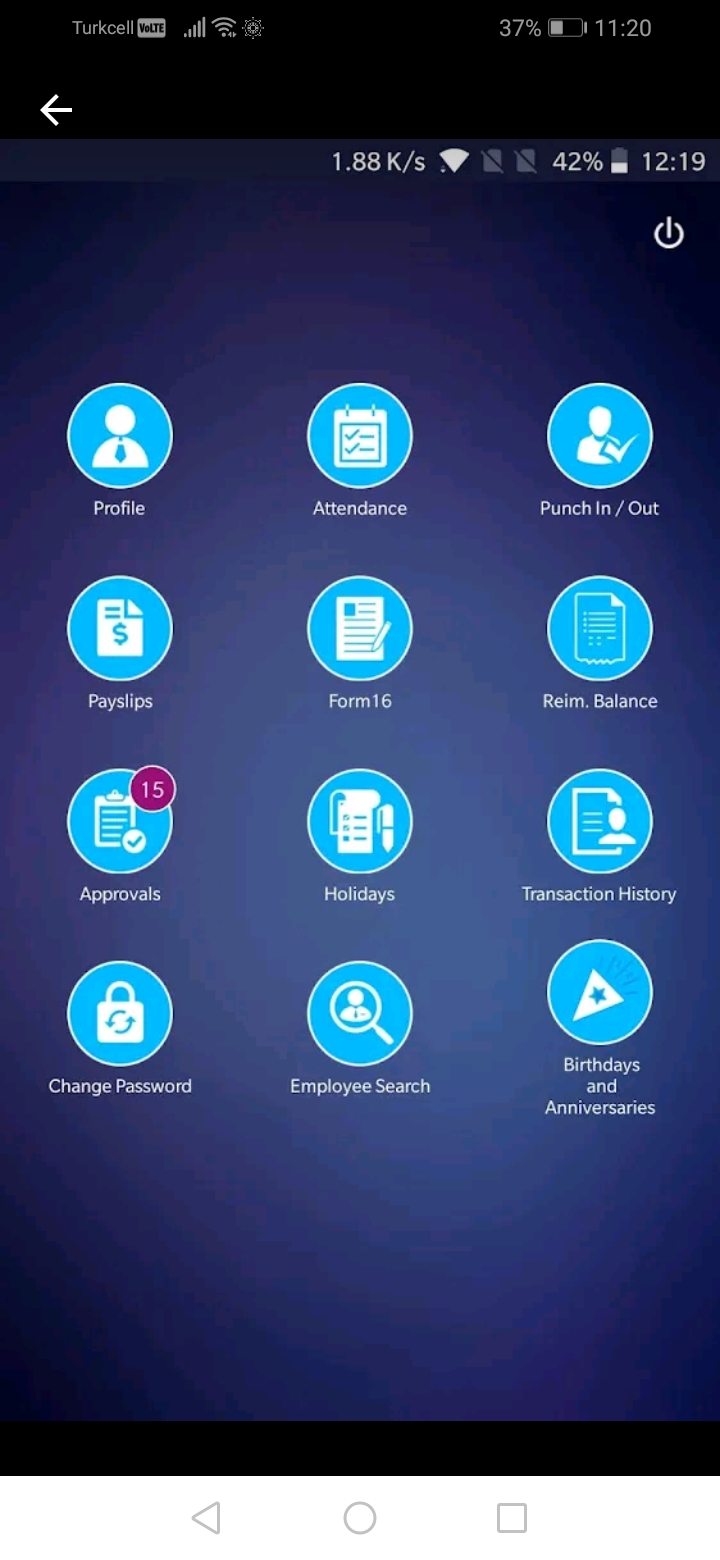 Turkcell VoLTE 37% 11:20
1.88 K/s 42% 12:19
Profile Attendance Punch In / Out
Payslips Form16 Reim. Balance
15
Approvals Holidays Transaction History
Change Password Employee Search Birthdays
and
Anniversaries